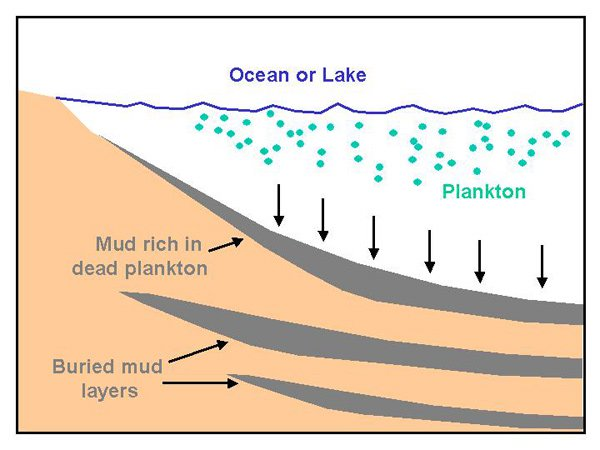 Ocean or Lake
Plankton
Mud rich in
dead plankton
Buried mud
layers